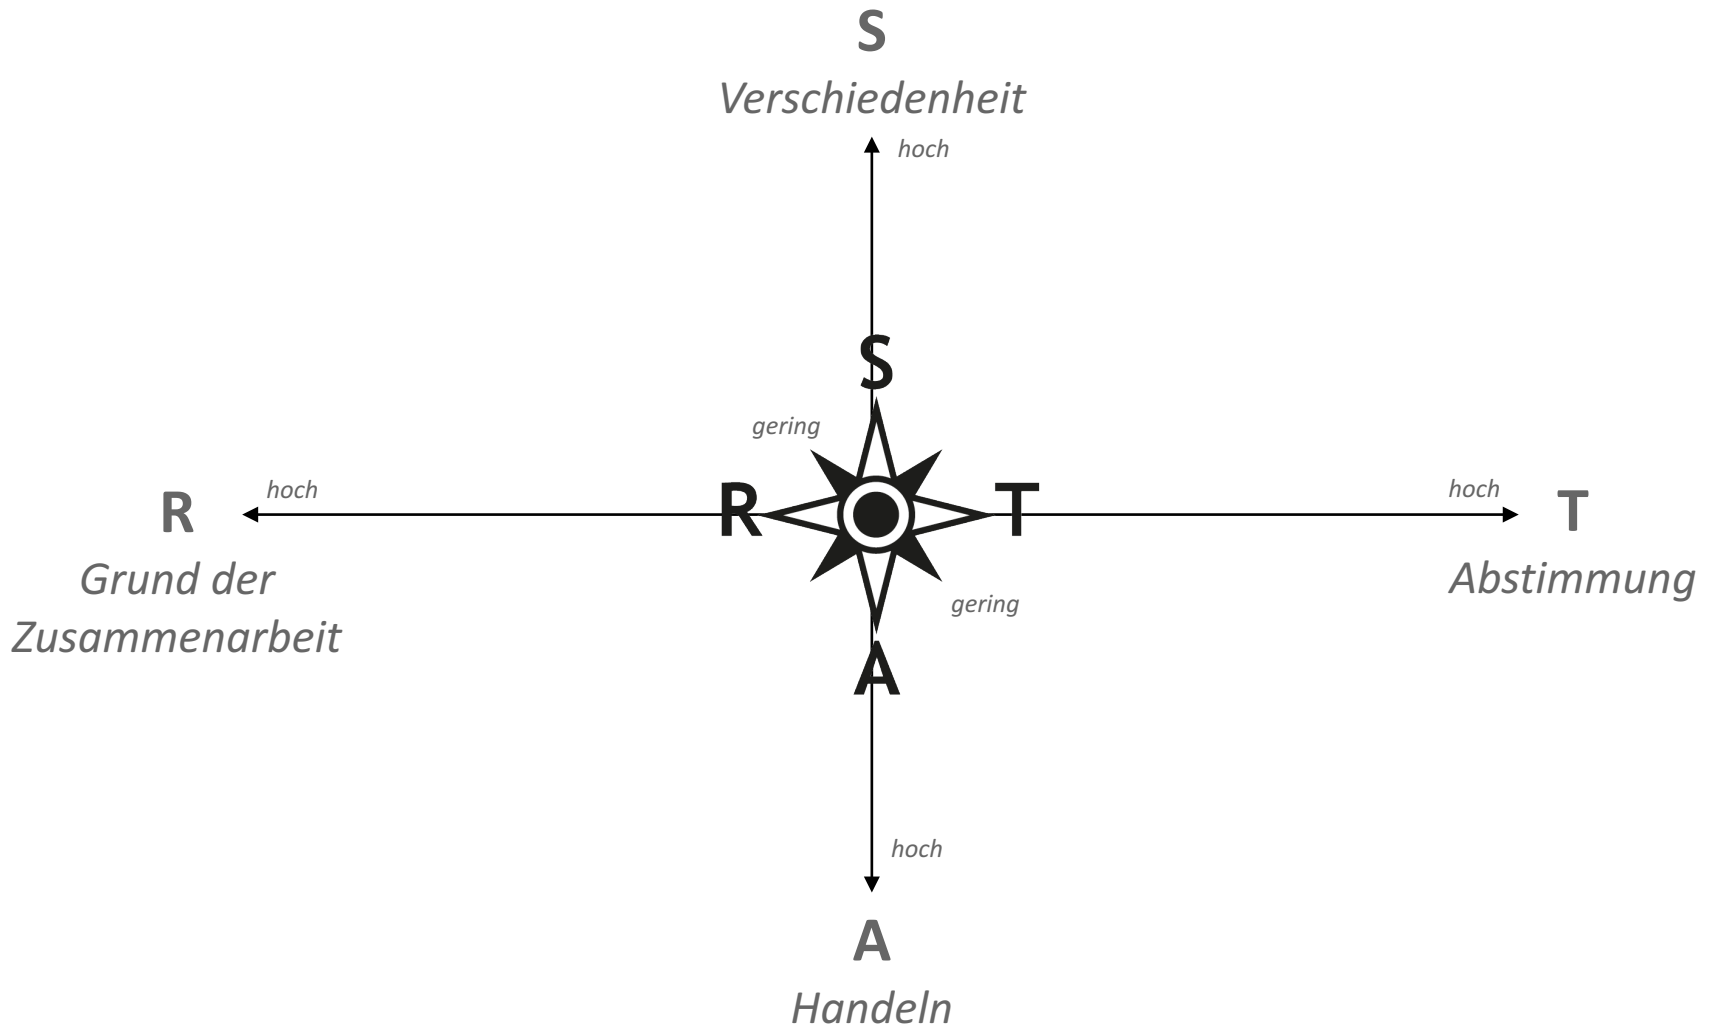 S
Verschiedenheit
hoch
S
gering
R
hoch
R
T
hoch
T
Grund der
Zusammenarbeit
Abstimmung
gering
A
hoch
A
Handeln